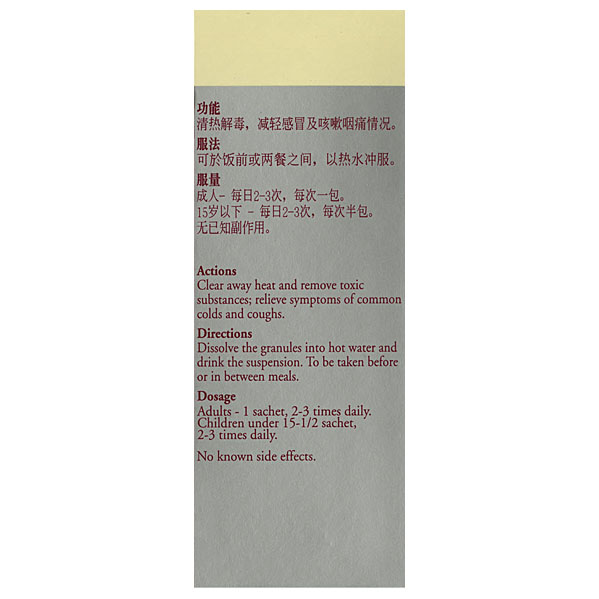 功能
清热解毒，减轻感冒及咳嗽咽痛情况。
服法
可於饭前或两餐之间，以热水冲服。
服量
成人- 每日2-3次，每次一包。
15岁以下 - 每日2-3次，每次半包。
无已知副作用。
Actions
Clear away heat and remove toxic
substances; relieve symptoms of common
colds and coughs.
Directions
Dissolve the granules into hot water and
drink the suspension. To be taken before
or in between meals.
Dosage
Adults - 1 sachet, 2-3 times daily.
Children under 15-1/2 sachet,
2-3 times daily.
No known side effects.